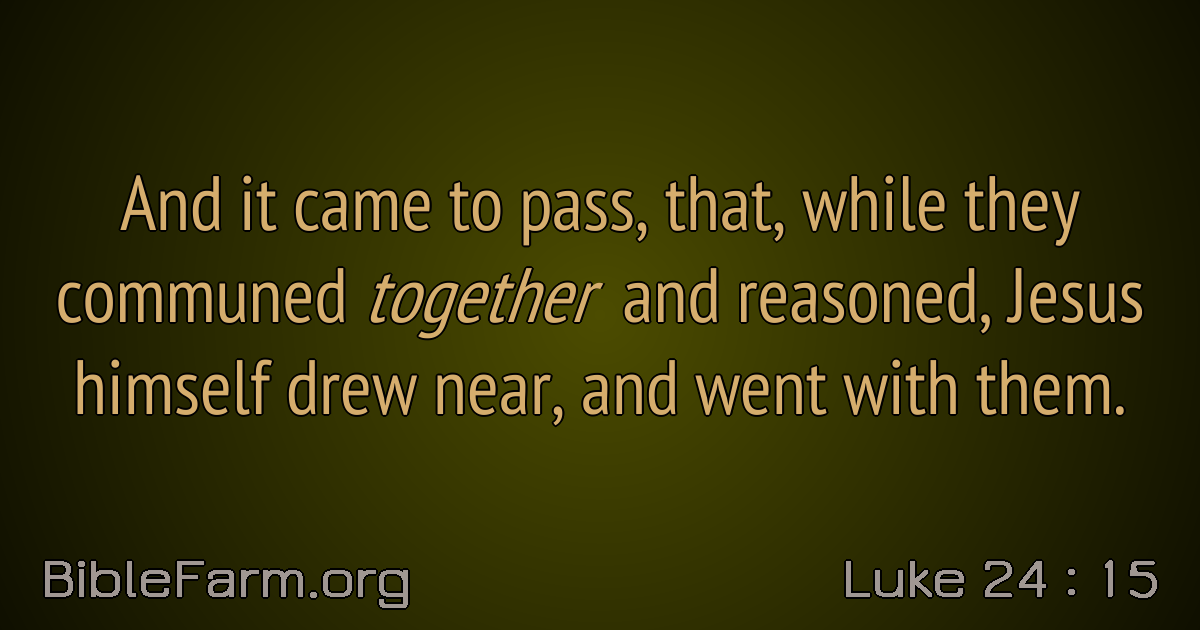 And it came to pass, that, while they
communed together and reasoned, Jesus
himself drew near, and went with them.
BibleFarm.org
Luke 24 : 15